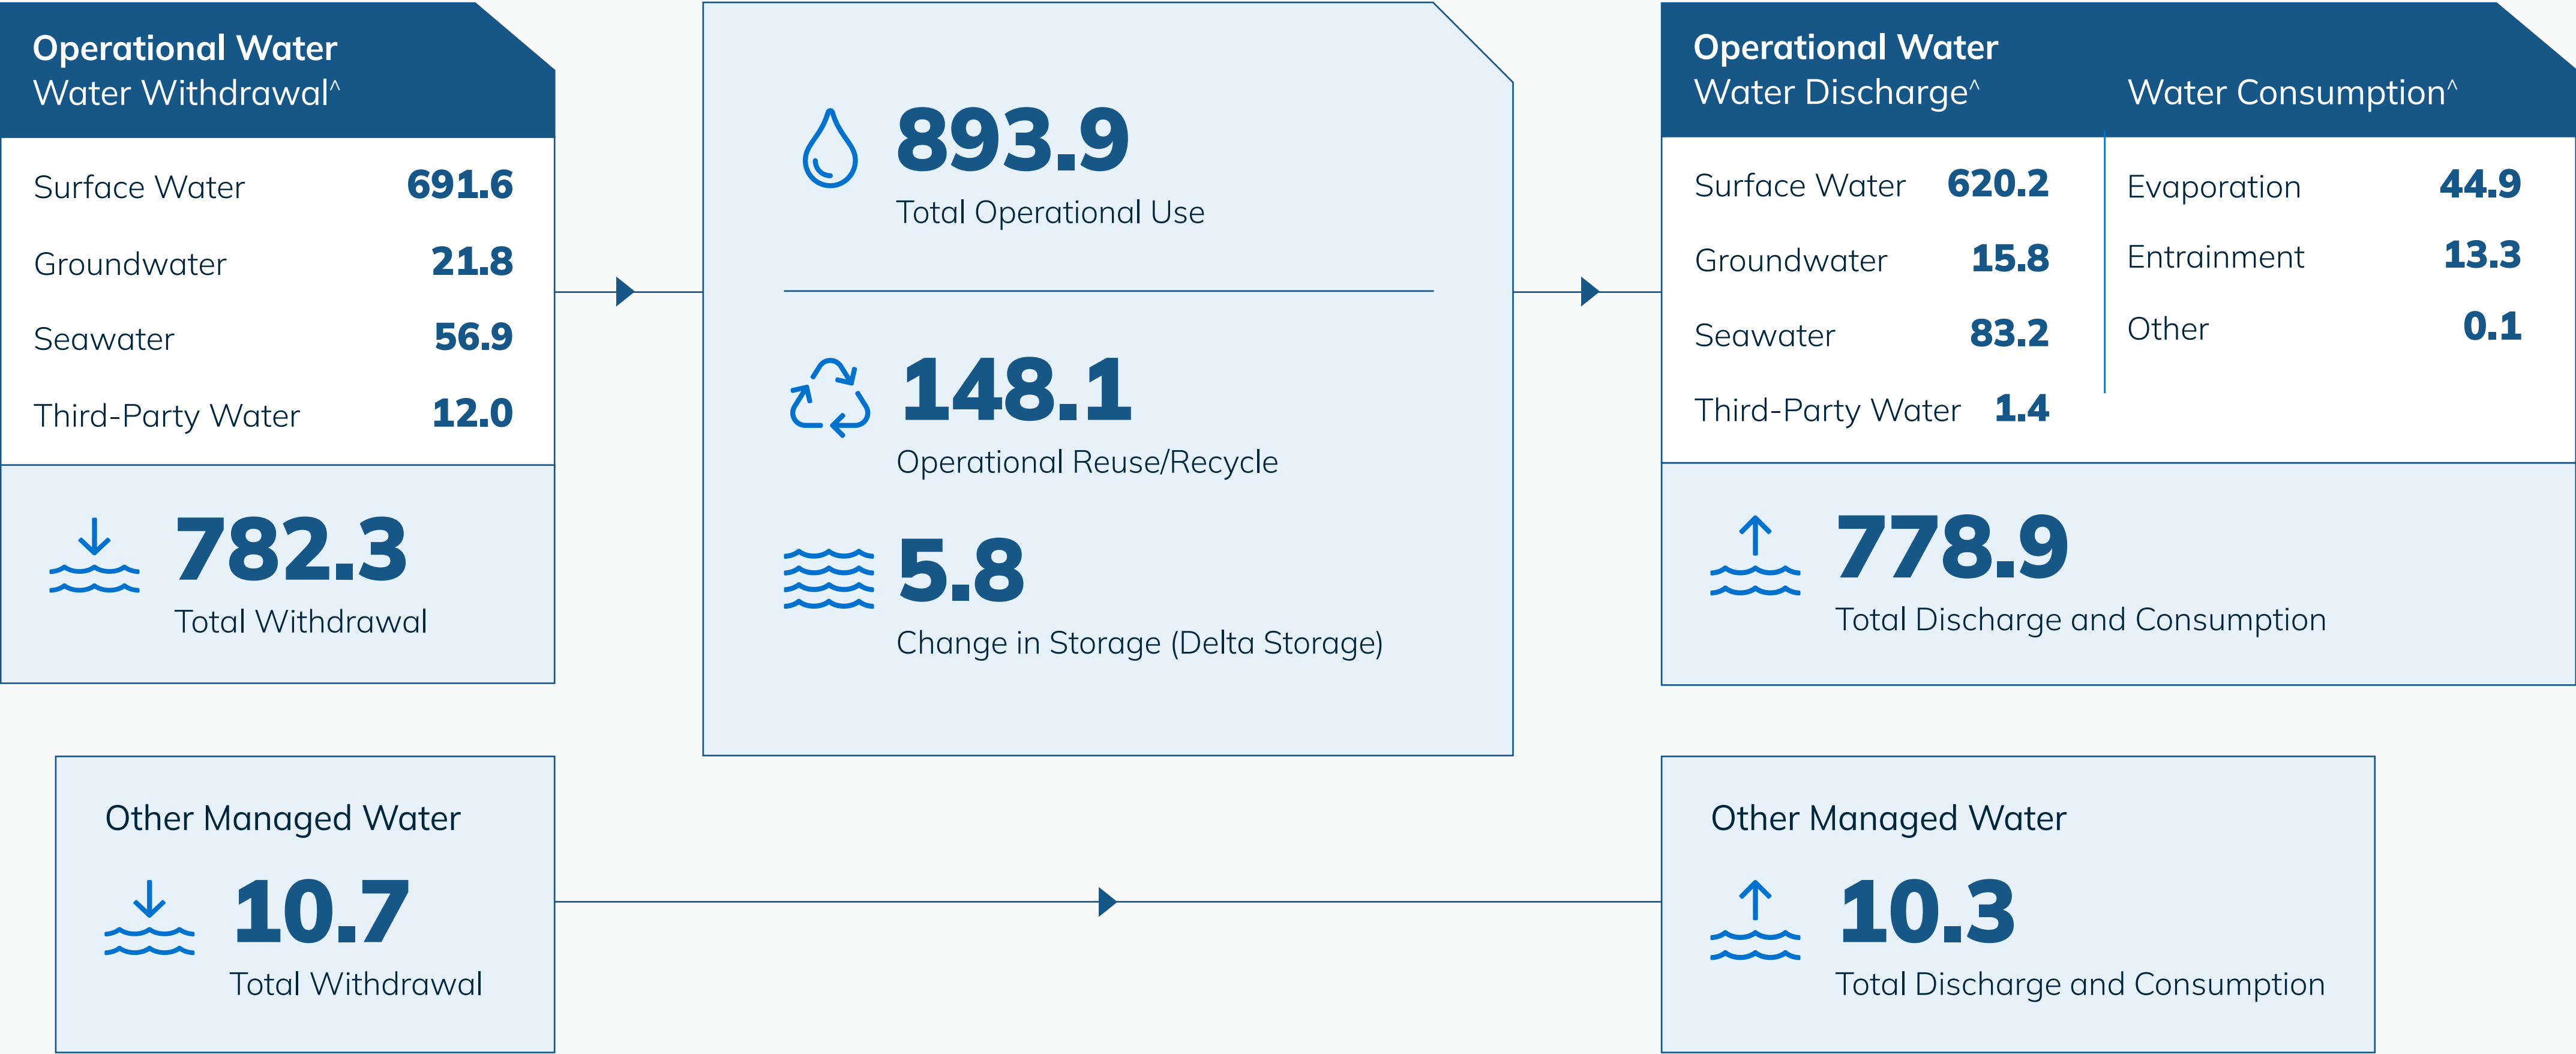 Operational Water
Water Withdrawal^
Surface Water 691.6
Groundwater 21.8
Seawater 56.9
Third-Party Water 12.0
782.3
Total Withdrawal
893.9
Total Operational Use
148.1
Operational Reuse/Recycle
5.8
Change in Storage (Delta Storage)
Operational Water
Water Discharge^
Surface Water 620.2
Groundwater 15.8
Seawater 83.2
Third-Party Water 1.4
Water Consumption^
Evaporation 44.9
Entrainment 13.3
Other 0.1
778.9
Total Discharge and Consumption
Other Managed Water
10.7
Total Withdrawal
Other Managed Water
10.3
Total Discharge and Consumption